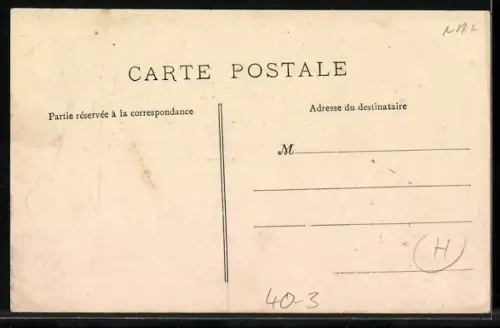 CARTE POSTALE
Partie réservée à la correspondance
Adresse du destinataire
M
H
40-3